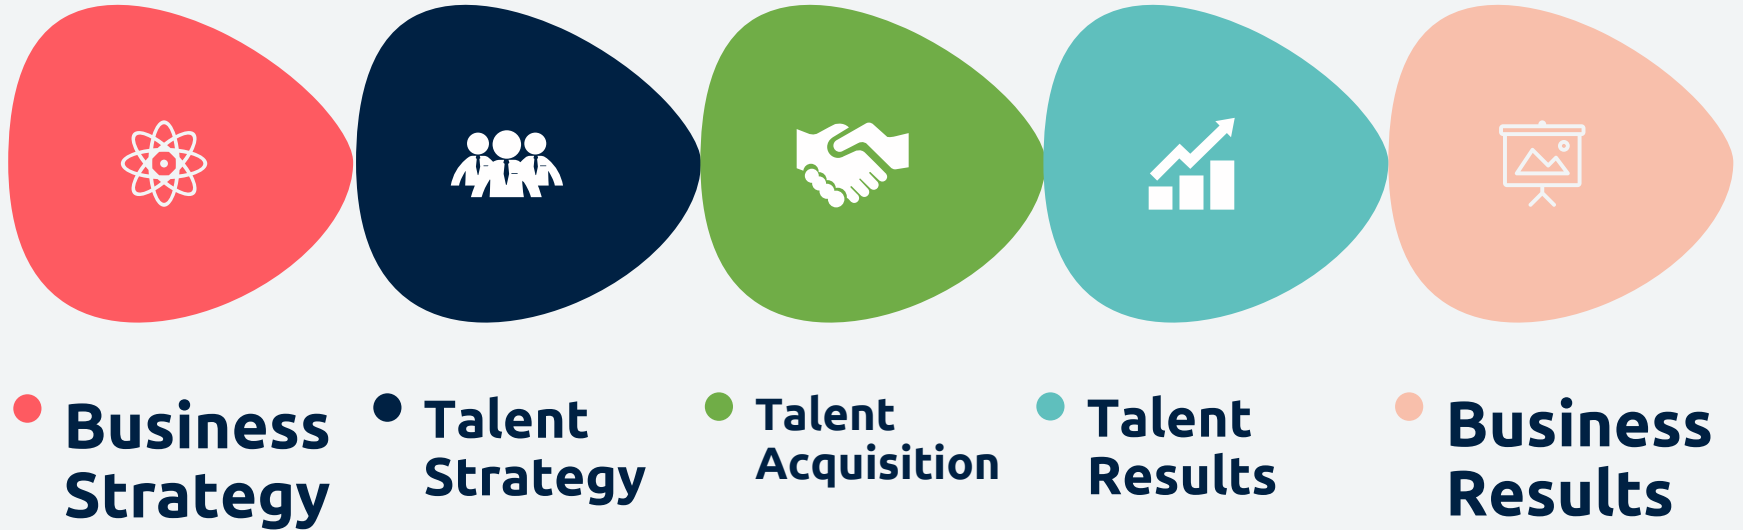 Business
Strategy
Talent
Strategy
Talent
Acquisition
Talent
Results
Business
Results